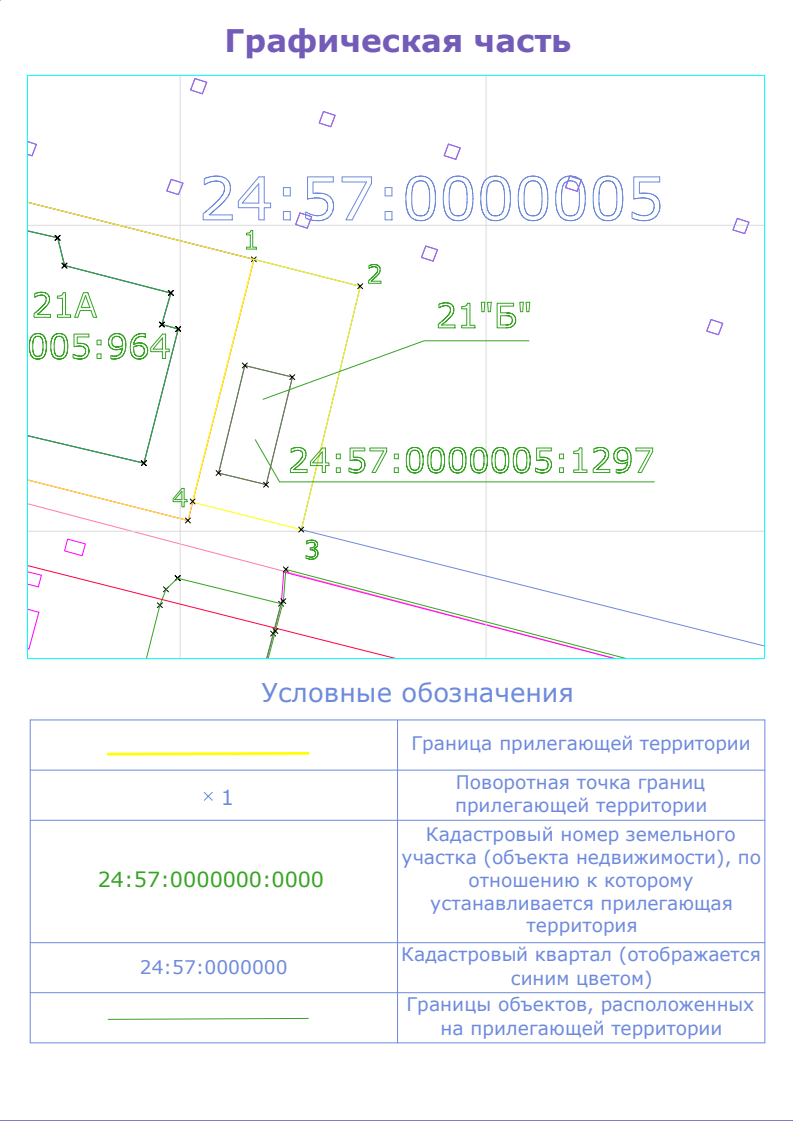 Графическая часть
24:57:0000005
1
2
21А
21"Б"
005:964
24:57:0000005:1297
4
3
Условные обозначения
Граница прилегающей территории
× 1
Поворотная точка границ
прилегающей территории
Кадастровый номер земельного
участка (объекта недвижимости), по
24:57:0000000:0000
отношению к которому
устанавливается прилегающая
территория
24:57:0000000
Кадастровый квартал (отображается
синим цветом)
Границы объектов, расположенных
на прилегающей территории